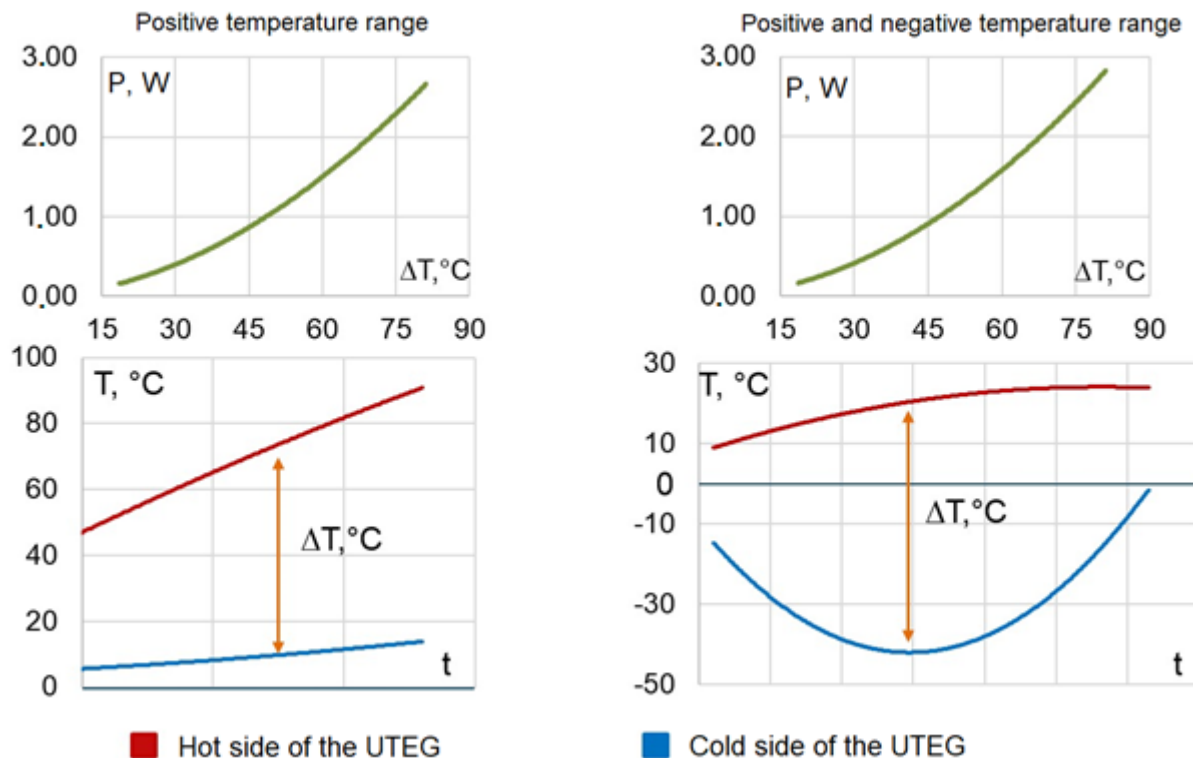 Positive temperature range
3.00
P, W
2.00
1.00
ΔT,°C
0.00
15 30 45 60 75 90
100
T, °C
80
60
ΔT,°C
40
20
t
0
Positive and negative temperature range
3.00
P, W
2.00
1.00
ΔT,°C
0.00
15 30 45 60 75 90
30
T, °C
10
0
ΔT,°C
-10
-30
t
-50
Hot side of the UTEG
Cold side of the UTEG